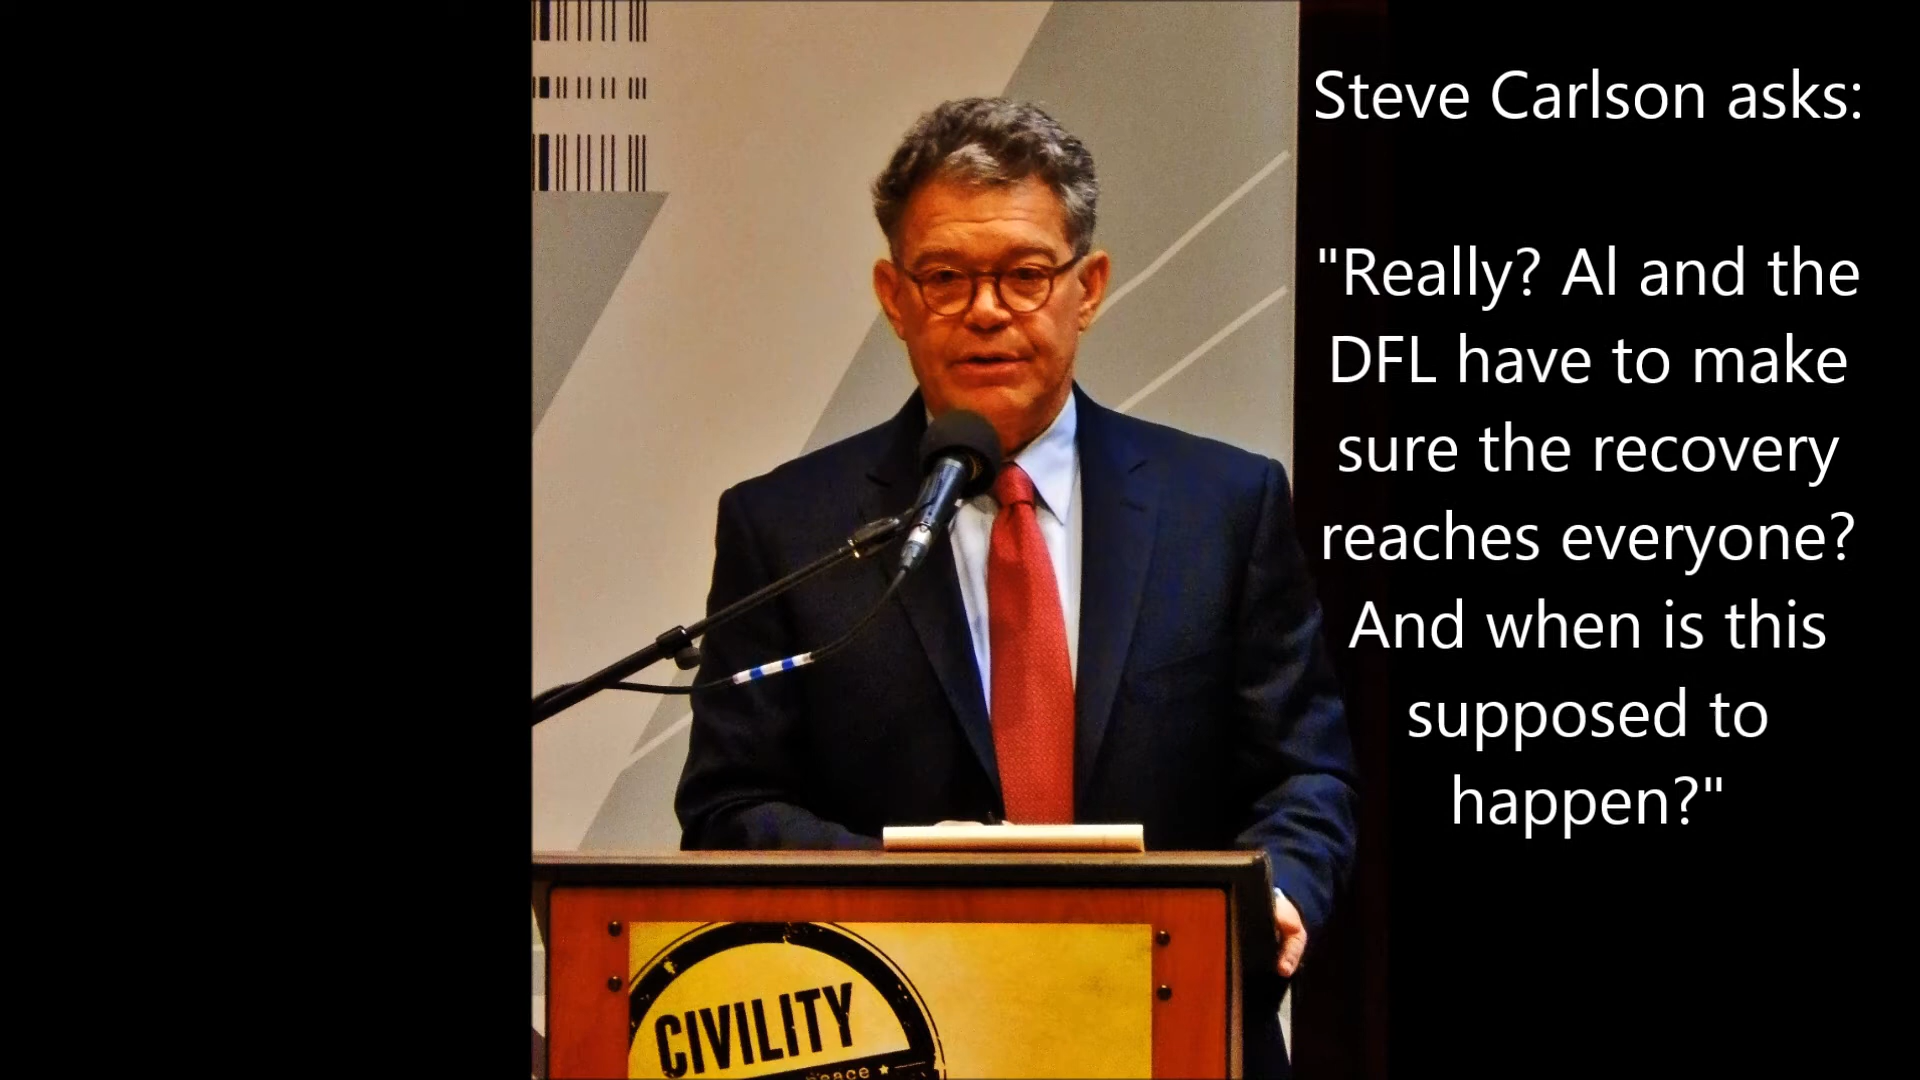 Steve Carlson asks:
"Really? Al and the
DFL have to make
sure the recovery
reaches everyone?
And when is this
supposed to
happen?"
CIVILITY
peace